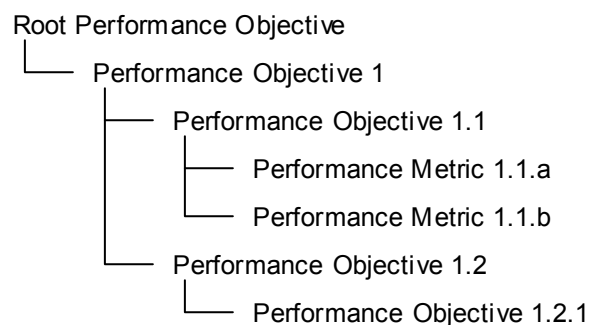 Root Performance Objective
Performance Objective 1
Performance Objective 1.1
Performance Metric 1.1.a
Performance Metric 1.1.b
Performance Objective 1.2
Performance Objective 1.2.1